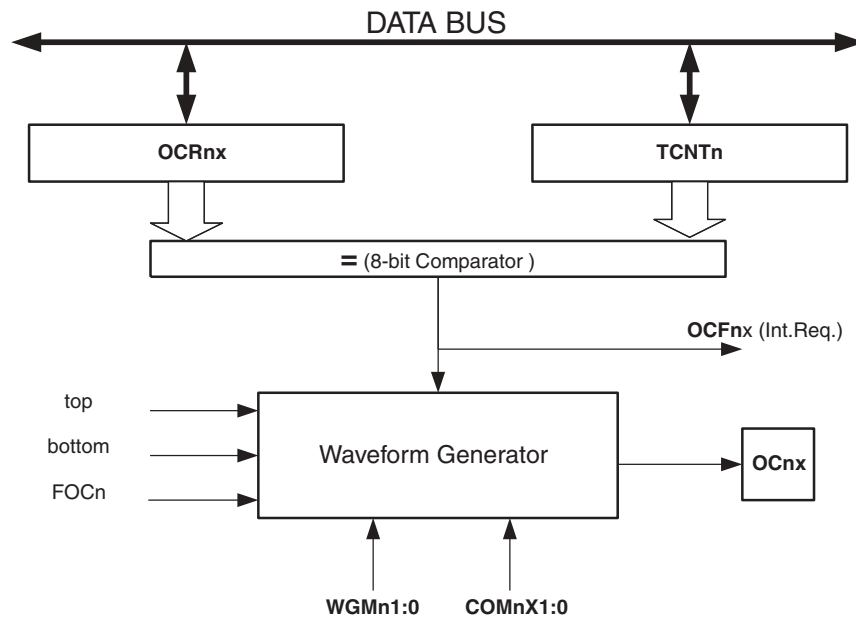 DATA BUS
OCRnx
TCNTn
= (8-bit Comparator )
OCFnx (Int.Req.)
top
bottom
FOCn
Waveform Generator
OCnx
WGMn1:0
COMnX1:0